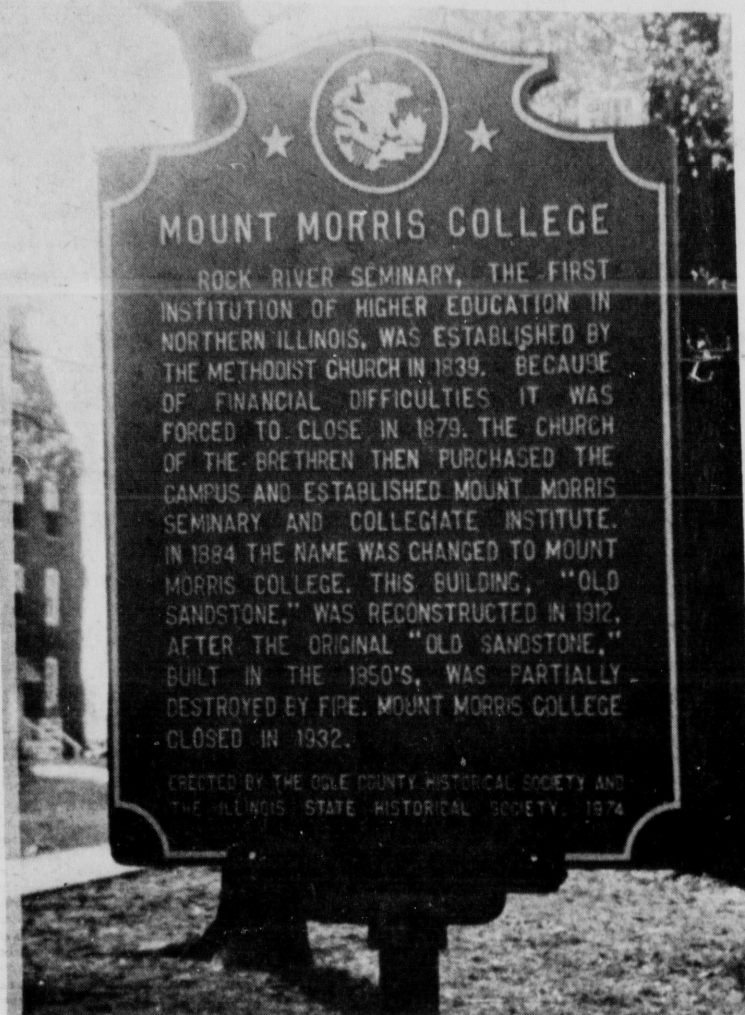 MOUNT MORRIS COLLEGE
ROCK RIVER SEMINARY, THE FIRST
INSTITUTION OF HIGHER EDUCATION IN
NORTHERN ILLINOIS, WAS ESTABLISHED BY
THE METHODIST CHURCH IN 1839. BECAUSE
OF FINANCIAL DIFFICULTIES IT WAS
FORCED TO CLOSE IN 1879. THE CHURCH
OF THE BRETHREN THEN PURCHASED THE
CAMPUS AND ESTABLISHED MOUNT MORRIS
SEMINARY AND COLLEGIATE INSTITUTE.
IN 1884 THE NAME WAS CHANGED TO MOUNT
MORRIS COLLEGE. THIS BUILDING, "OLD
SANDSTONE," WAS RECONSTRUCTED IN 1912,
AFTER THE ORIGINAL "OLD SANDSTONE,"
BUILT IN THE 1850'S, WAS PARTIALLY
DESTROYED BY FIRE. MOUNT MORRIS COLLEGE
CLOSED IN 1932.
ERECTED BY THE OGLE COUNTY HISTORICAL SOCIETY AND
THE ILLINOIS STATE HISTORICAL SOCIETY, 1974